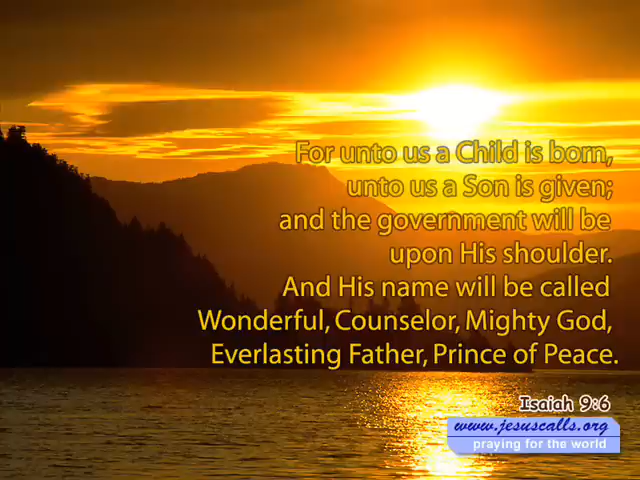 For unto us a Child is born,
unto us a Son is given;
and the government will be
upon His shoulder.
And His name will be called
Wonderful, Counselor, Mighty God,
Everlasting Father, Prince of Peace.
Isaiah 9:6
www.jesuscalls.org
praying for the world